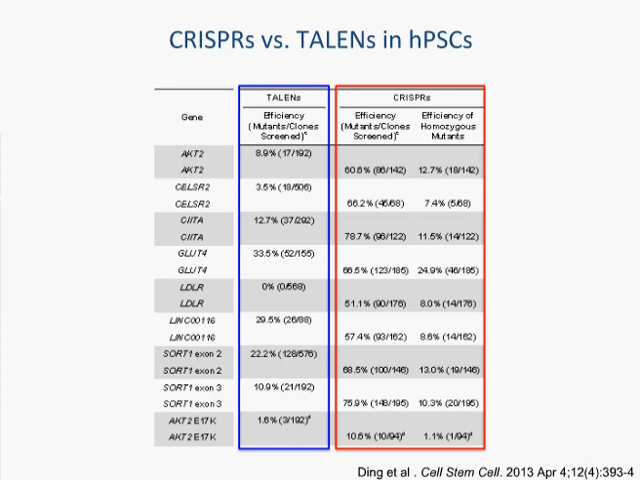 CRISPRs vs. TALENs in hPSCs
TALENs CRISPRs
Gene Efficiency (Mutants/Clones Screened)c Efficiency (Mutants/Clones Screened)c Efficiency of Homozygous Mutants
AKT2 8.9% (17/192)
AKT2 60.6% (86/142) 12.7% (18/142)
CELSR2 3.5% (18/506)
CELSR2 66.2% (45/68) 7.4% (5/68)
CIITA 12.7% (37/292)
CIITA 78.7% (96/122) 11.5% (14/122)
GLUT4 33.5% (52/155)
GLUT4 66.5% (123/185) 24.9% (46/185)
LDLR 0% (0/568)
LDLR 51.1% (90/176) 8.0% (14/176)
LINC00116 29.5% (26/88)
LINC00116 57.4% (93/162) 8.6% (14/162)
SORT1 exon 2 22.2% (128/576)
SORT1 exon 2 68.5% (100/146) 13.0% (19/146)
SORT1 exon 3 10.9% (21/192)
SORT1 exon 3 75.9% (148/195) 10.3% (20/195)
AKT2 E17K 1.6% (3/192)d
AKT2 E17K 10.6% (10/94)d 1.1% (1/94)d
Ding et al . Cell Stem Cell. 2013 Apr 4;12(4):393-4